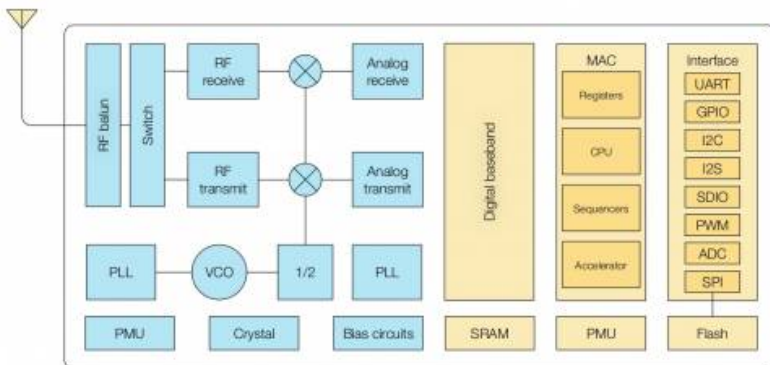 RF balun
Switch
RF
receive
Analog
receive
RF
transmit
Analog
transmit
PLL
VCO
1/2
PLL
PMU
Crystal
Bias circuits
Digital baseband
SRAM
MAC
Registers
CPU
Sequencers
Accelerator
PMU
Interface
UART
GPIO
I2C
I2S
SDIO
PWM
ADC
SPI
Flash